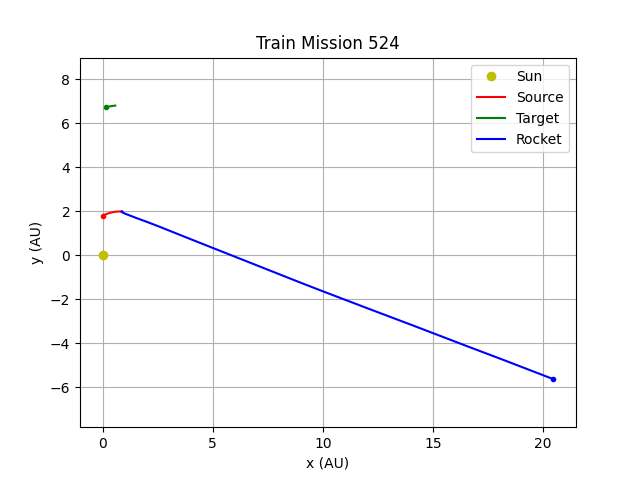 Train Mission 524
Sun
Source
Target
Rocket
8
6
4
2
0
−2
−4
−6
y (AU)
0
5
10
15
20
x (AU)